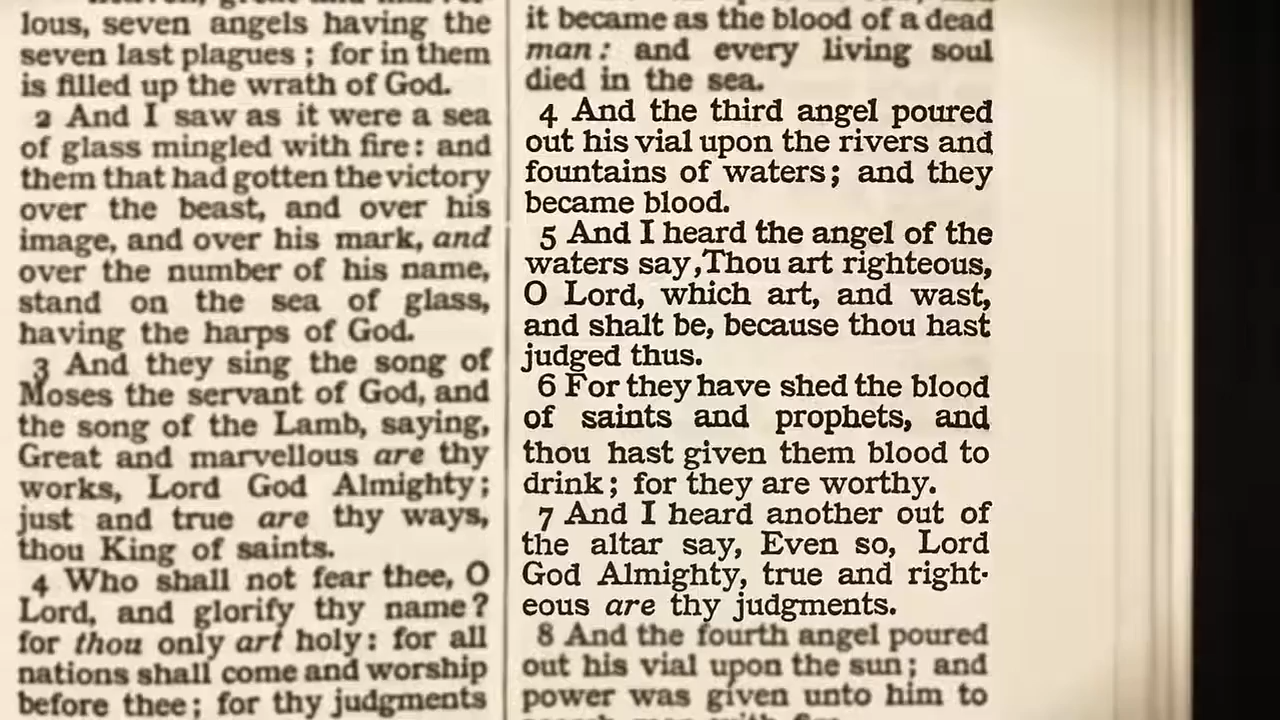 lous, seven angels having the
seven last plagues ; for in them
is filled up the wrath of God.
2 And I saw as it were a sea
of glass mingled with fire: and
them that had gotten the victory
over the beast, and over his
image, and over his mark, and
over the number of his name,
stand on the sea of glass,
having the harps of God.
3 And they sing the song of
Moses the servant of God, and
the song of the Lamb, saying,
Great and marvellous are thy
works, Lord God Almighty;
just and true are thy ways,
thou King of saints.
4 Who shall not fear thee, O
Lord, and glorify thy name?
for thou only art holy: for all
nations shall come and worship
before thee; for thy judgments
it became as the blood of a dead
man: and every living soul
died in the sea.
4 And the third angel poured
out his vial upon the rivers and
fountains of waters; and they
became blood.
5 And I heard the angel of the
waters say,Thou art righteous,
O Lord, which art, and wast,
and shalt be, because thou hast
judged thus.
6 For they have shed the blood
of saints and prophets, and
thou hast given them blood to
drink; for they are worthy.
7 And I heard another out of
the altar say, Even so, Lord
God Almighty, true and right-
eous are thy judgments.
8 And the fourth angel poured
out his vial upon the sun; and
power was given unto him to